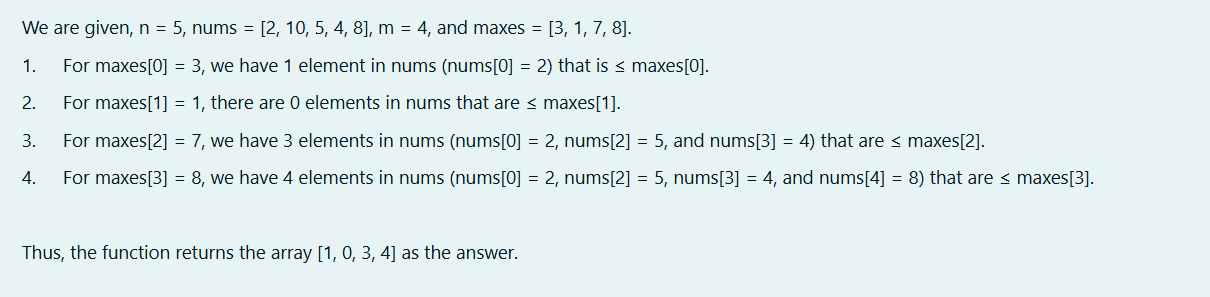 We are given, n = 5, nums = [2, 10, 5, 4, 8], m = 4, and maxes = [3, 1, 7, 8].
1. For maxes[0] = 3, we have 1 element in nums (nums[0] = 2) that is ≤ maxes[0].
2. For maxes[1] = 1, there are 0 elements in nums that are ≤ maxes[1].
3. For maxes[2] = 7, we have 3 elements in nums (nums[0] = 2, nums[2] = 5, and nums[3] = 4) that are ≤ maxes[2].
4. For maxes[3] = 8, we have 4 elements in nums (nums[0] = 2, nums[2] = 5, nums[3] = 4, and nums[4] = 8) that are ≤ maxes[3].
Thus, the function returns the array [1, 0, 3, 4] as the answer.